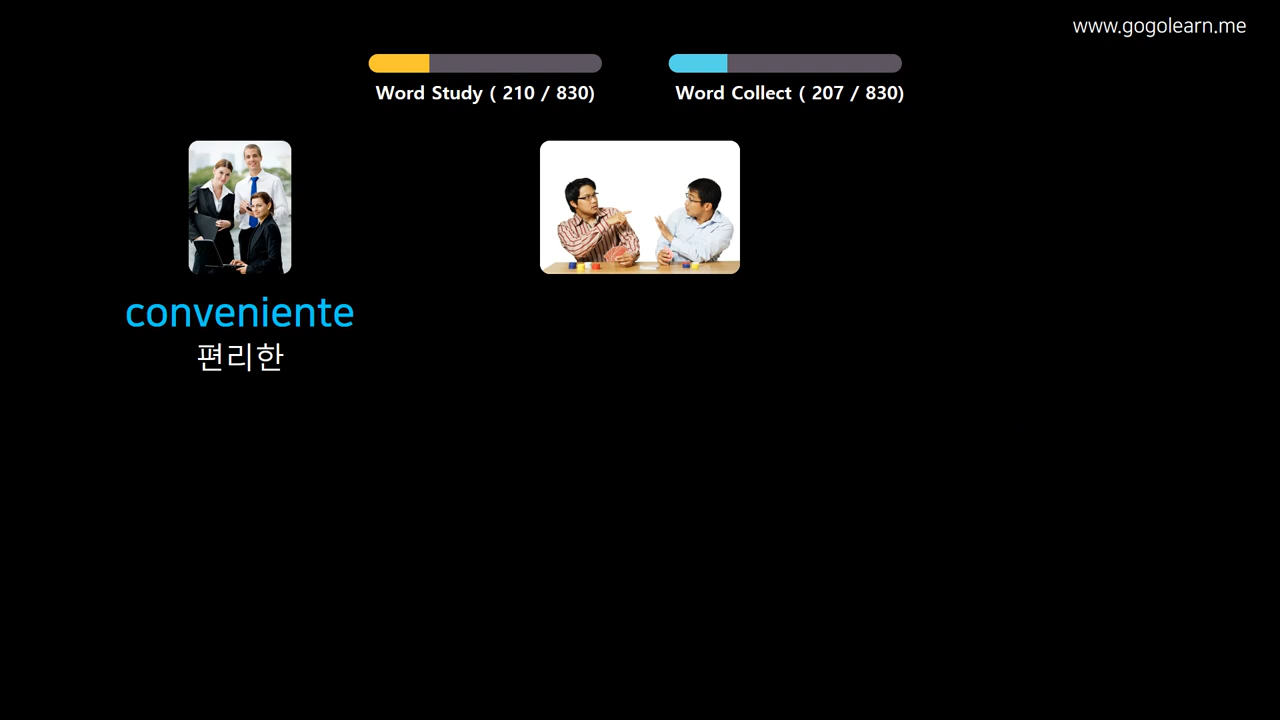 www.gogolearn.me
Word Study ( 210 / 830)
Word Collect ( 207 / 830)
conveniente
편리한